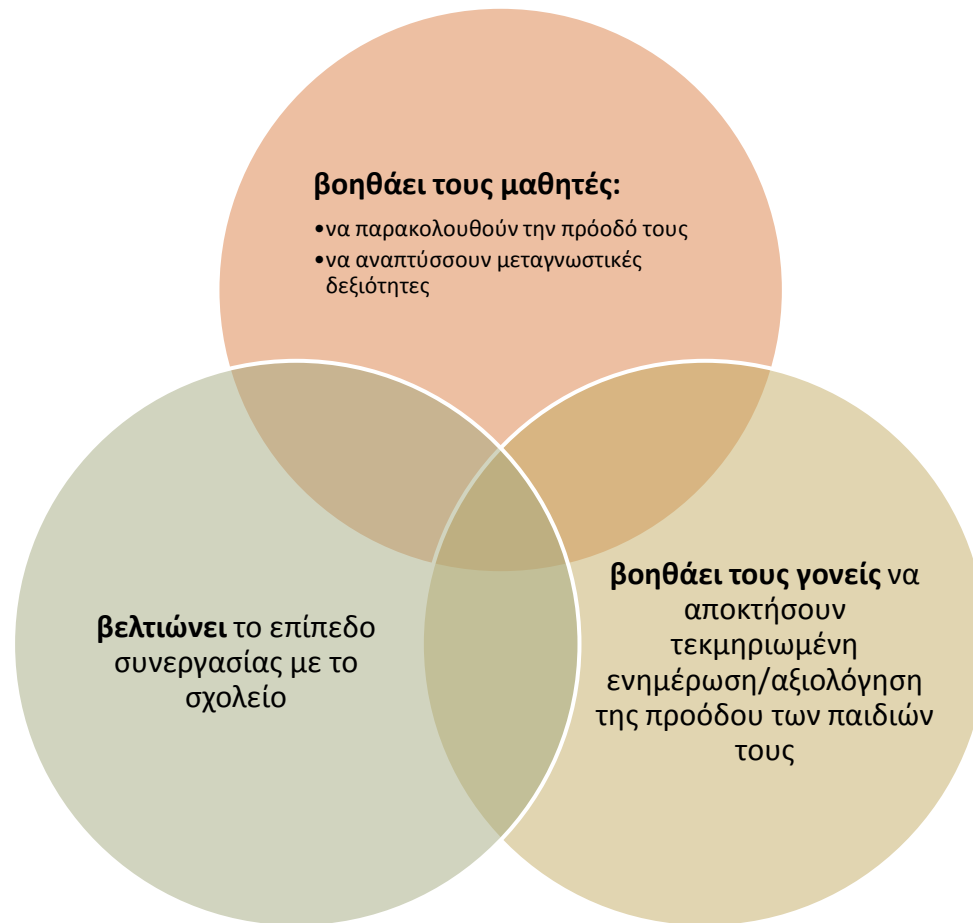 βοηθάει τους μαθητές:
•να παρακολουθούν την πρόοδό τους
•να αναπτύσσουν μεταγνωστικές
δεξιότητες
βελτιώνει το επίπεδο
συνεργασίας με το
σχολείο
βοηθάει τους γονείς να
αποκτήσουν
τεκμηριωμένη
ενημέρωση/αξιολόγηση
της προόδου των παιδιών
τους